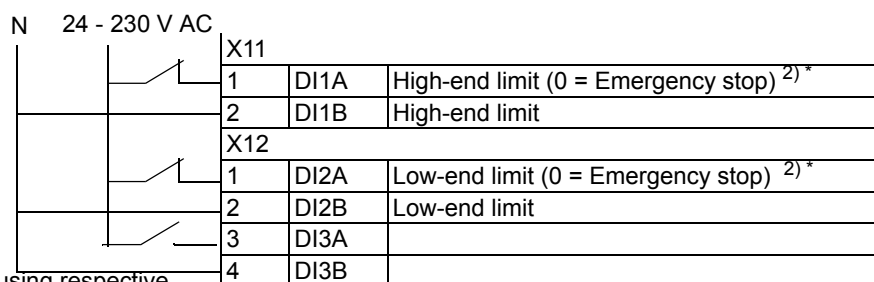 N 24 - 230 V AC
X11
1 DI1A High-end limit (0 = Emergency stop) 2) *
2 DI1B High-end limit
X12
1 DI2A Low-end limit (0 = Emergency stop) 2) *
2 DI2B Low-end limit
3 DI3A
4 DI3B
using respective